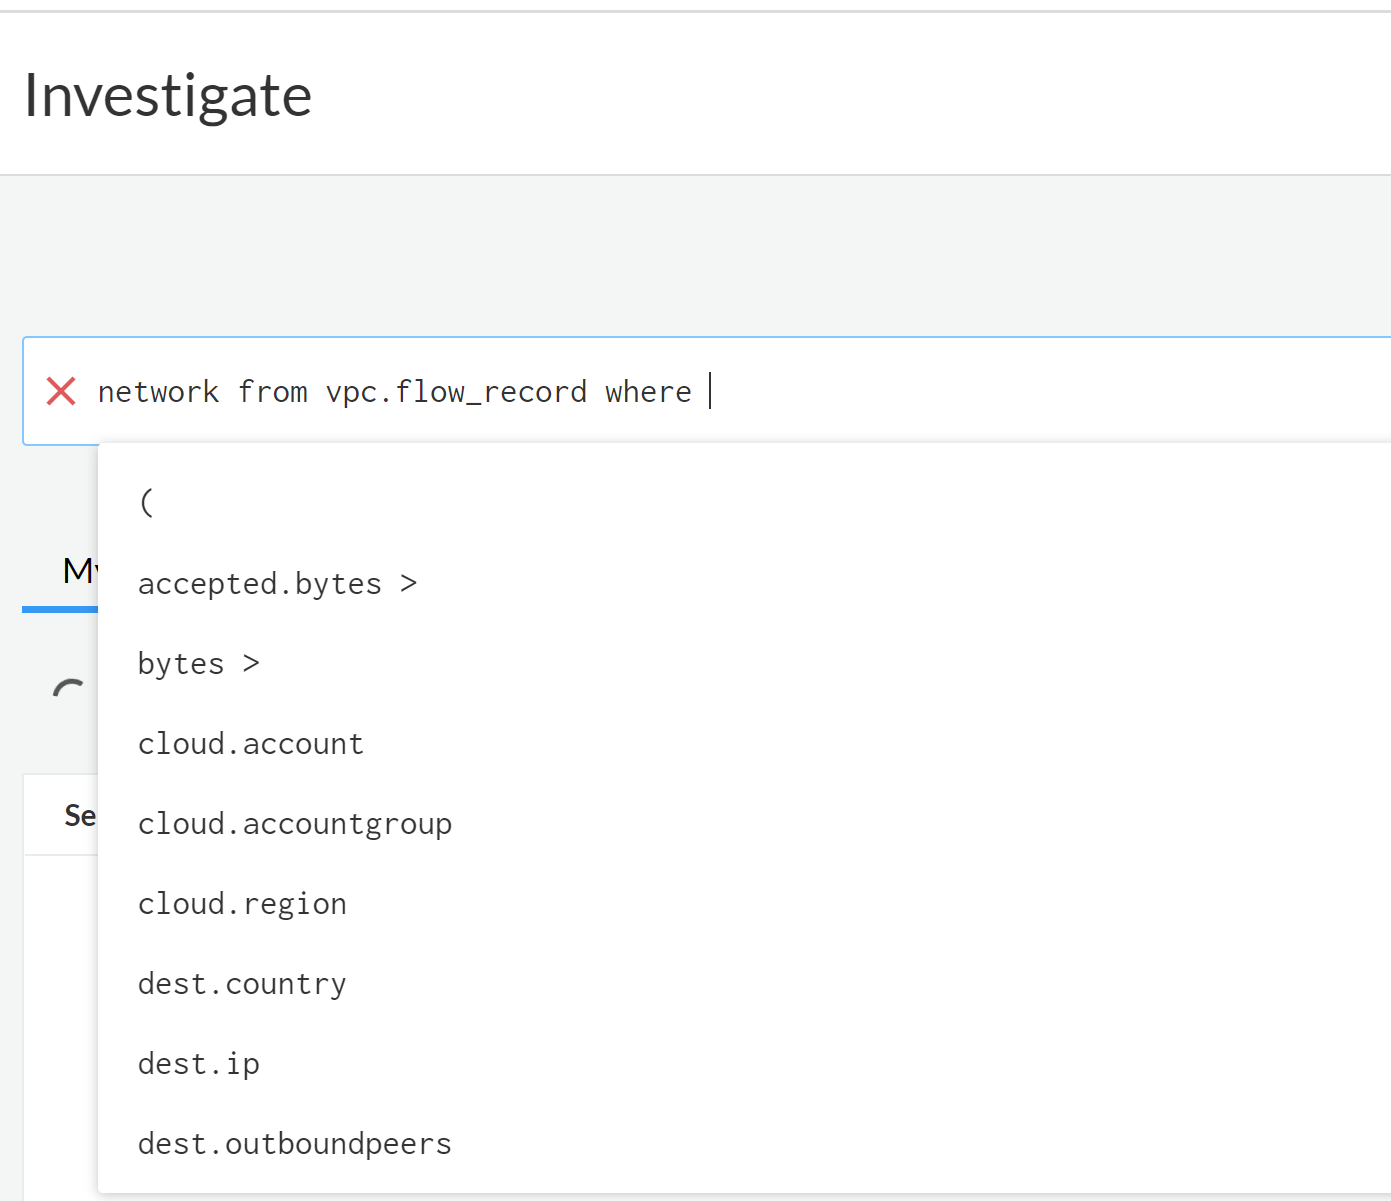 Investigate
network from vpc.flow_record where
(
accepted.bytes >
bytes >
My
cloud.account
cloud.accountgroup
Se
cloud.region
dest.country
dest.ip
dest.outboundpeers